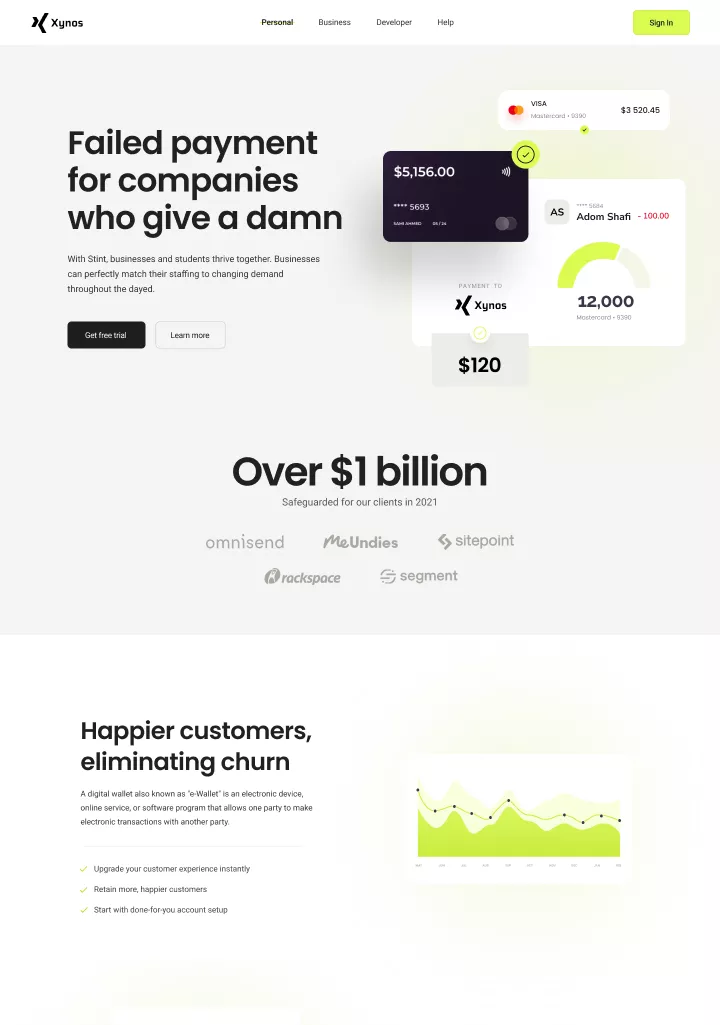 Xynos
Personal
Business
Developer
Help
Sign In
Failed payment
for companies
who give a damn
With Stint, businesses and students thrive together. Businesses
can perfectly match their staffing to changing demand
throughout the dayed.
Get free trial
Learn more
VISA
Mastercard • 9390
$3 520.45
$5,156.00
**** 5693
SAMI AHMED 08 / 24
AS
**** 5684
Adom Shafi
- 100.00
12,000
Mastercard • 9390
PAYMENT TO
Xynos
$120
Over $1 billion
Safeguarded for our clients in 2021
omnisend
MeUndies
sitepoint
rackspace
segment
Happier customers,
eliminating churn
A digital wallet also known as "e-Wallet" is an electronic device,
online service, or software program that allows one party to make
electronic transactions with another party.
Upgrade your customer experience instantly
Retain more, happier customers
Start with done-for-you account setup